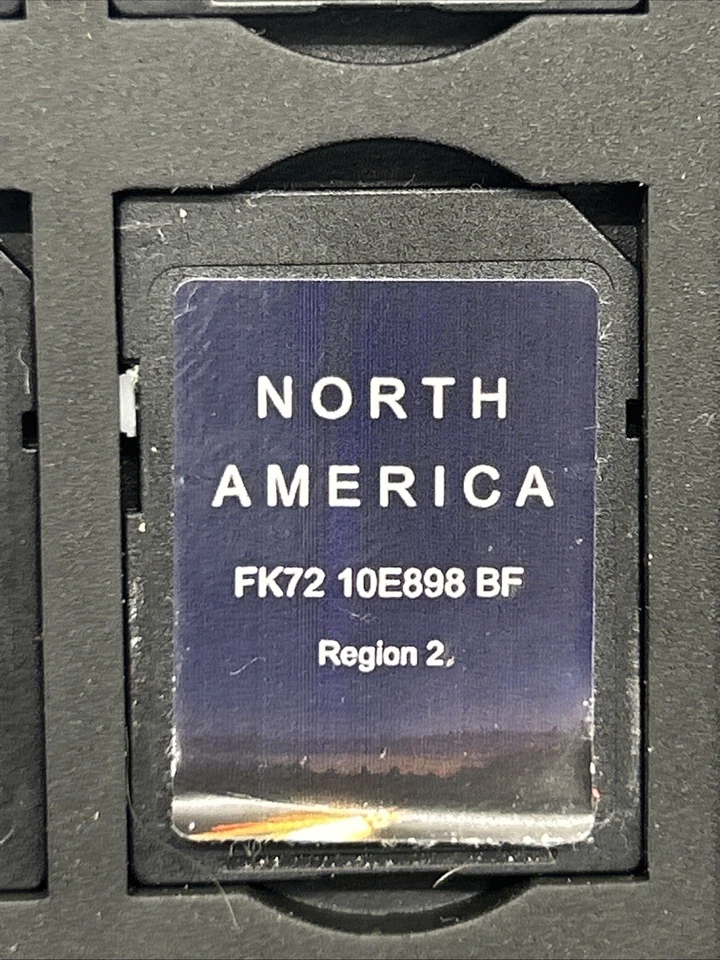 NORTH
AMERICA
FK72 10E898 BF
Region 2.